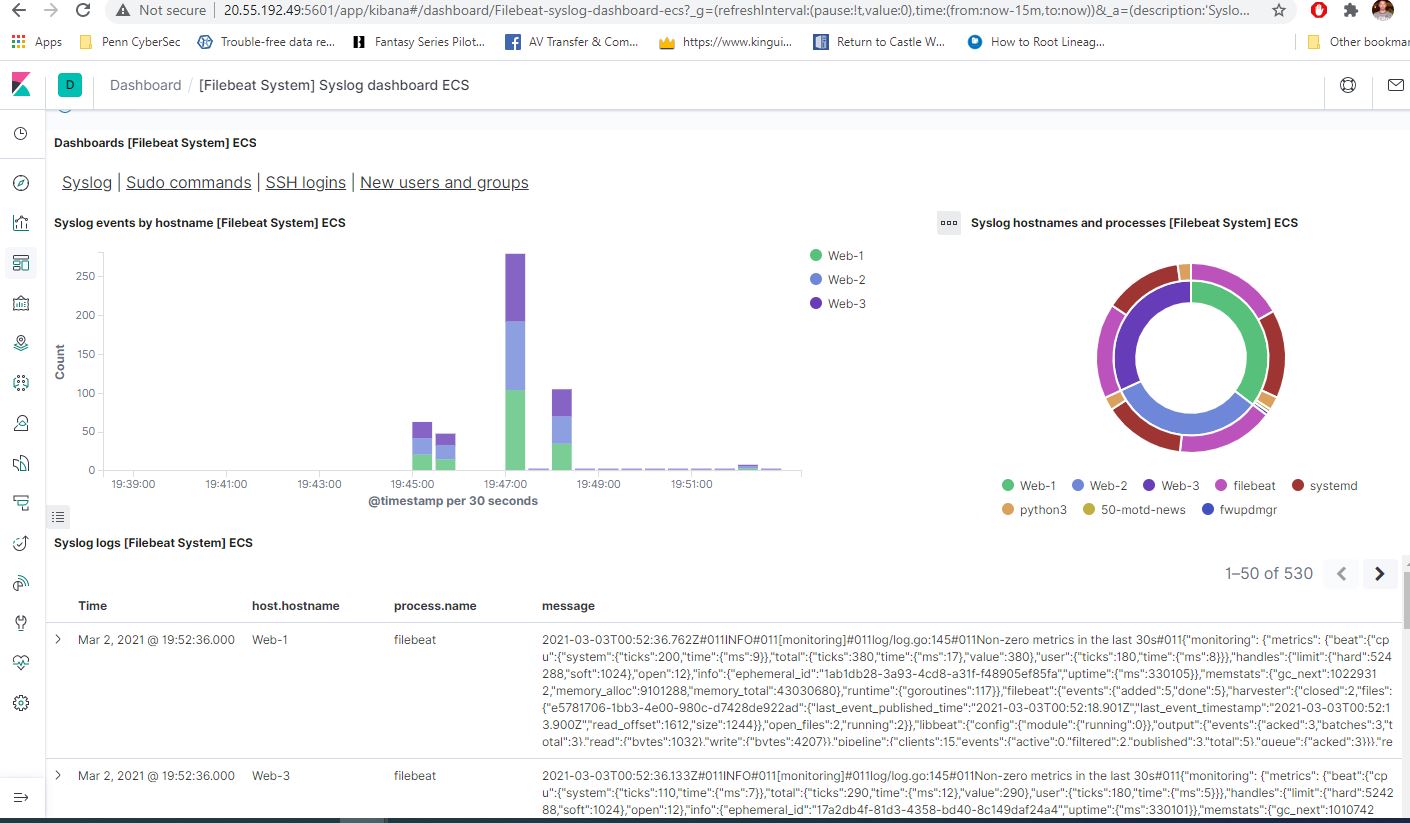 Not secure | 20.55.192.49:5601/app/kibana#/dashboard/Filebeat-syslog-dashboard-ecs?_g=(refreshInterval:(pause:!t,value:0),time:(from:now-15m,to:now))&_a=(description:'Syslo...
Apps Penn CyberSec Trouble-free data re... Fantasy Series Pilot... AV Transfer & Com... https://www.kingui... Return to Castle W... How to Root Lineag... Other bookmar
D Dashboard / [Filebeat System] Syslog dashboard ECS
Dashboards [Filebeat System] ECS
Syslog | Sudo commands | SSH logins | New users and groups
Syslog events by hostname [Filebeat System] ECS
Count
250
200
150
100
50
0
19:39:00 19:41:00 19:43:00 19:45:00 19:47:00 19:49:00 19:51:00
@timestamp per 30 seconds
Web-1
Web-2
Web-3
Syslog hostnames and processes [Filebeat System] ECS
Web-1 Web-2 Web-3 filebeat systemd
python3 50-motd-news fwupdmgr
Syslog logs [Filebeat System] ECS
1–50 of 530
Time host.hostname process.name message
Mar 2, 2021 @ 19:52:36.000 Web-1 filebeat 2021-03-03T00:52:36.762Z#011INFO#011[monitoring]#011log/log.go:145#011Non-zero metrics in the last 30s#011{"monitoring": {"metrics": {"beat":{"cp
u":{"system":{"ticks":200,"time":{"ms":9}},"total":{"ticks":380,"time":{"ms":17},"value":380},"user":{"ticks":180,"time":{"ms":8}}},"handles":{"limit":{"hard":524
288,"soft":1024},"open":12},"info":{"ephemeral_id":"1ab1db28-3a93-4cd8-a31f-f48905ef85fa","uptime":{"ms":330105}},"memstats":{"gc_next":1022931
2,"memory_alloc":9101288,"memory_total":43030680},"runtime":{"goroutines":117}},"filebeat":{"events":{"added":5,"done":5},"harvester":{"closed":2,"files":
{"e5781706-1bb3-4e00-980c-d7428de922ad":{"last_event_published_time":"2021-03-03T00:52:18.901Z","last_event_timestamp":"2021-03-03T00:52:1
3.900Z","read_offset":1612,"size":1244}},"open_files":2,"running":2}},"libbeat":{"config":{"module":{"running":0}},"output":{"events":{"acked":3,"batches":3,"t
otal":3},"read":{"bytes":1032},"write":{"bytes":4207}},"pipeline":{"clients":15,"events":{"active":0,"filtered":2,"published":3,"total":5},"queue":{"acked":3}}},"re
Mar 2, 2021 @ 19:52:36.000 Web-3 filebeat 2021-03-03T00:52:36.133Z#011INFO#011[monitoring]#011log/log.go:145#011Non-zero metrics in the last 30s#011{"monitoring": {"metrics": {"beat":{"cp
u":{"system":{"ticks":110,"time":{"ms":7}},"total":{"ticks":290,"time":{"ms":12},"value":290},"user":{"ticks":180,"time":{"ms":5}}},"handles":{"limit":{"hard":5242
88,"soft":1024},"open":12},"info":{"ephemeral_id":"17a2db4f-81d3-4358-bd40-8c149daf24a4","uptime":{"ms":330101}},"memstats":{"gc_next":1010742